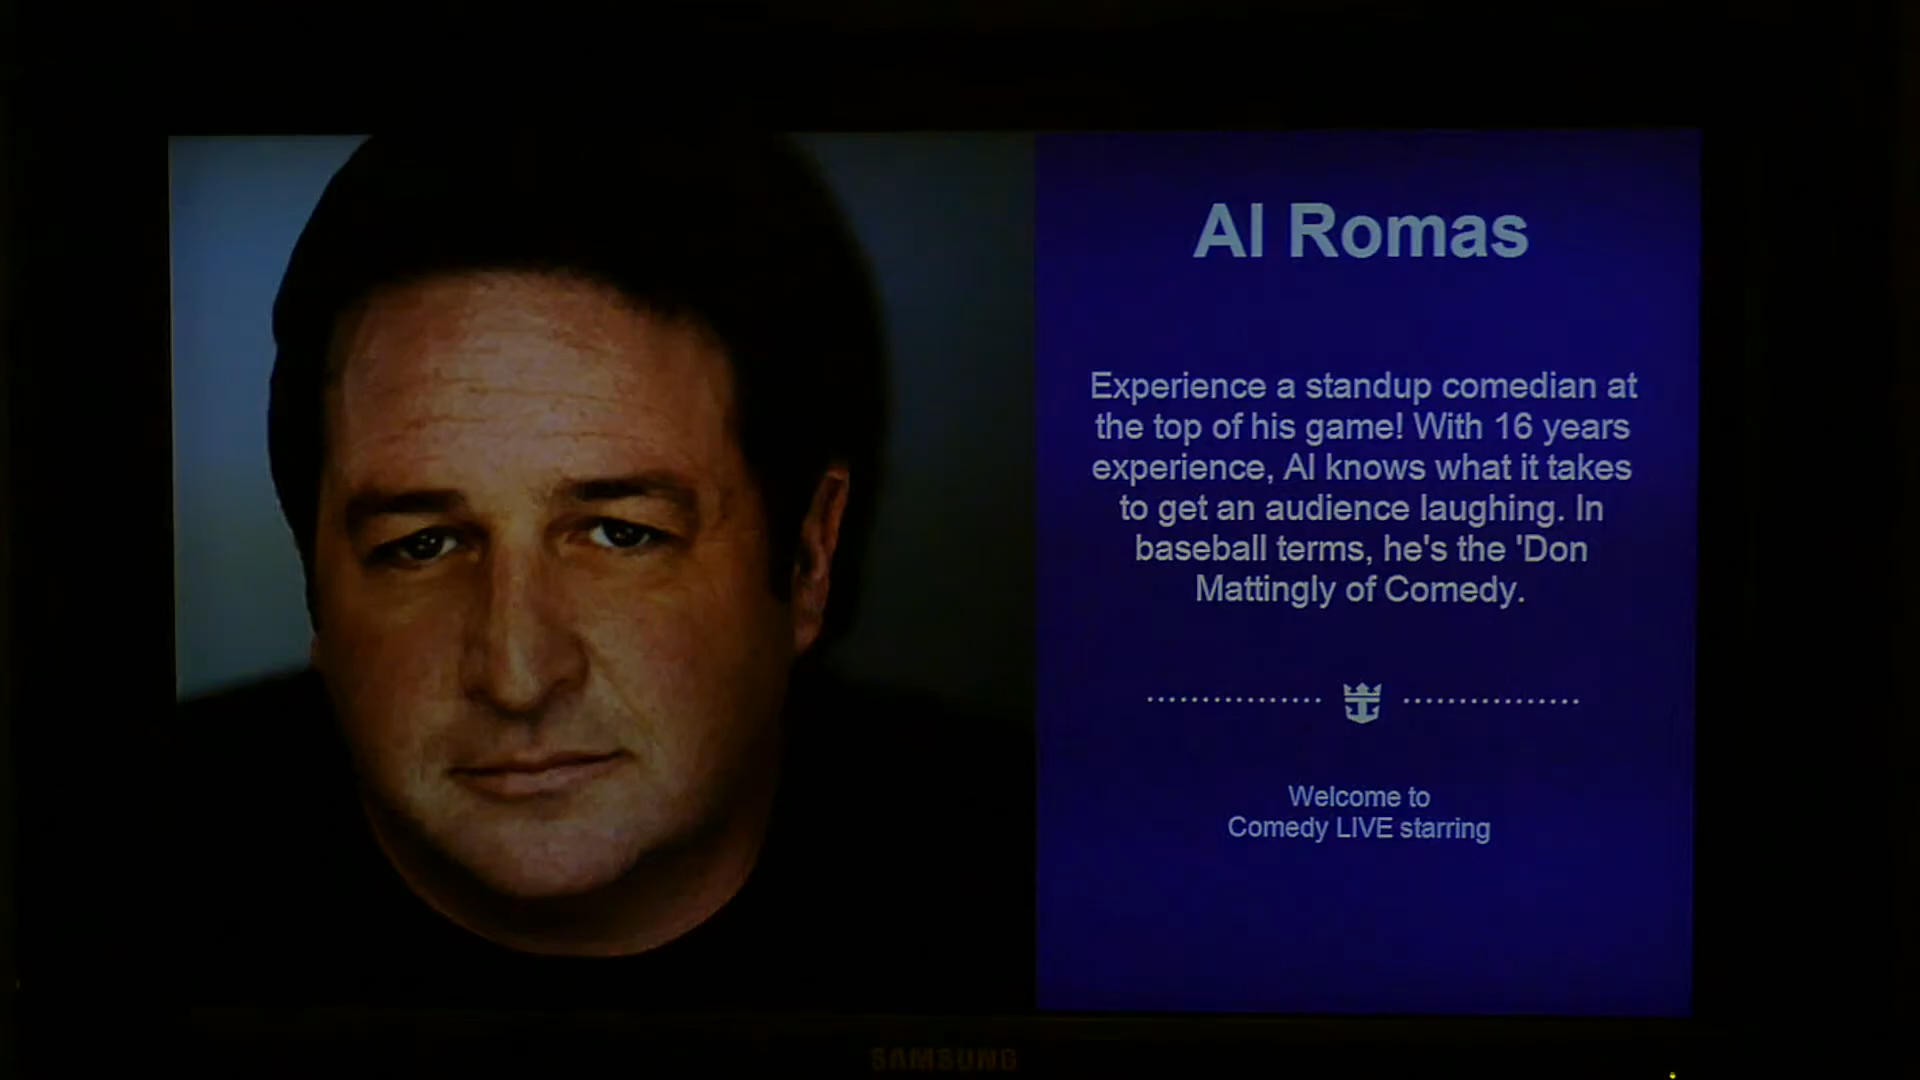 Al Romas
Experience a standup comedian at
the top of his game! With 16 years
experience, Al knows what it takes
to get an audience laughing. In
baseball terms, he's the 'Don
Mattingly of Comedy.
Welcome to
Comedy LIVE starring
SAMSUNG